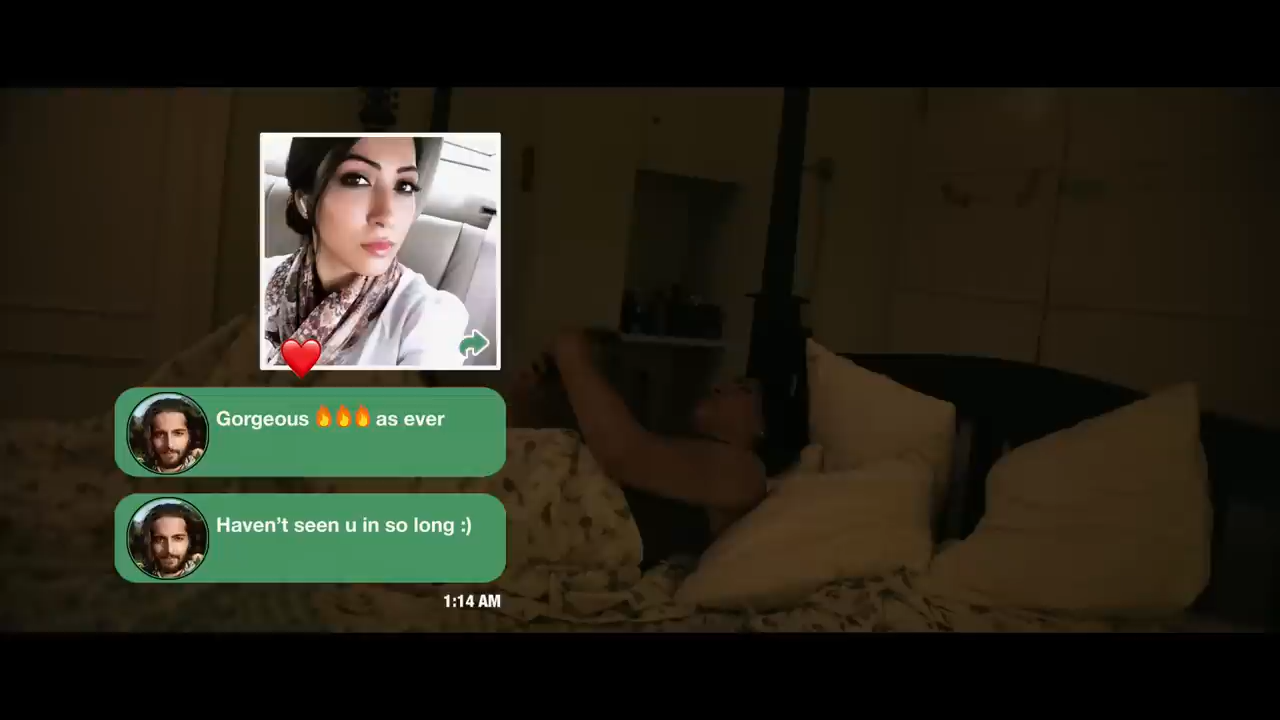 Gorgeous 🔥🔥🔥 as ever
Haven’t seen u in so long :)
1:14 AM